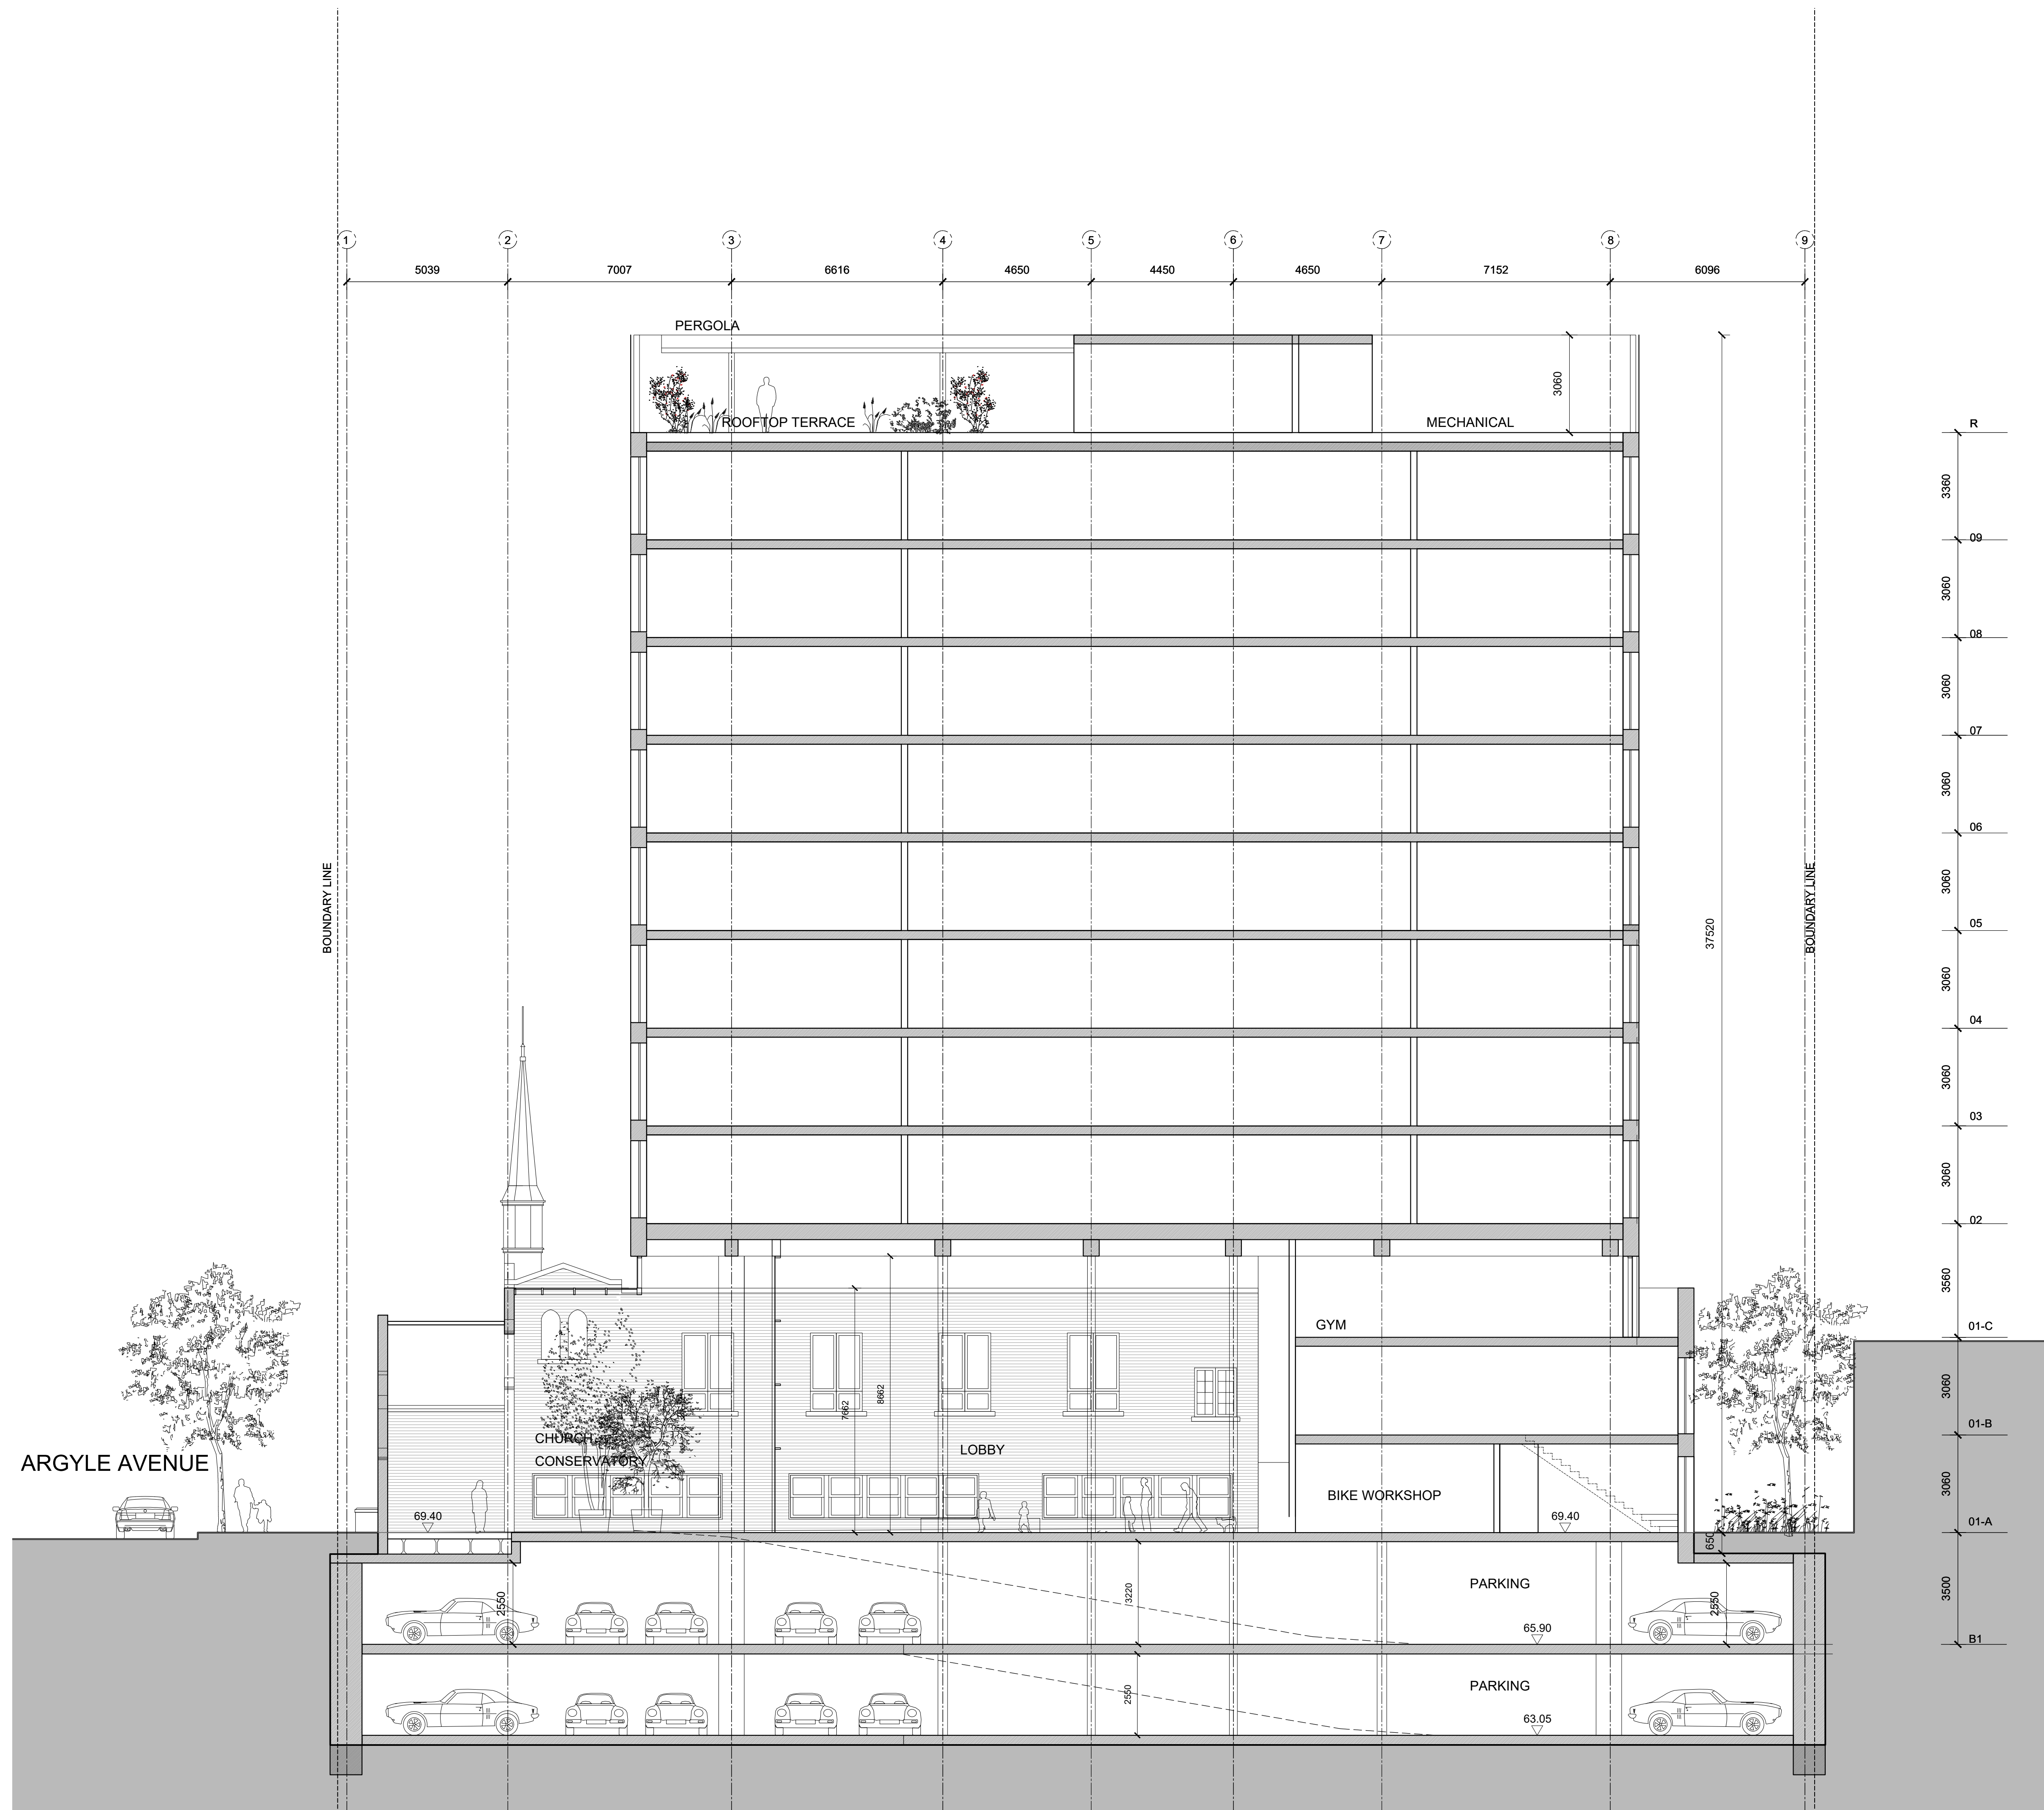 1 2 3 4 5 6 7 8 9
5039 7007 6616 4650 4450 4650 7152 6096
PERGOLA
3060
ROOFTOP TERRACE
MECHANICAL
R
3360
09
3060
08
3060
07
3060
06
3060
05
3060
04
3060
03
3060
02
3560
01-C
3060
01-B
3060
01-A
3500
B1
BOUNDARY LINE
BOUNDARY LINE
37520
GYM
7662
8662
CHURCH
CONSERVATORY
LOBBY
ARGYLE AVENUE
BIKE WORKSHOP
69.40
69.40
650
2550
3220
PARKING
2550
65.90
2550
PARKING
63.05